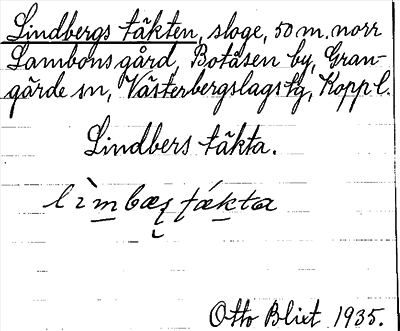 Lindbergs täkten, sloge, 50 m. norr
Lambons gård, Botåsen by, Gran-
gärde sn, Västerbergslags tg, Kopp l.
Lindbers täkta.
Otto Blixt 1935.